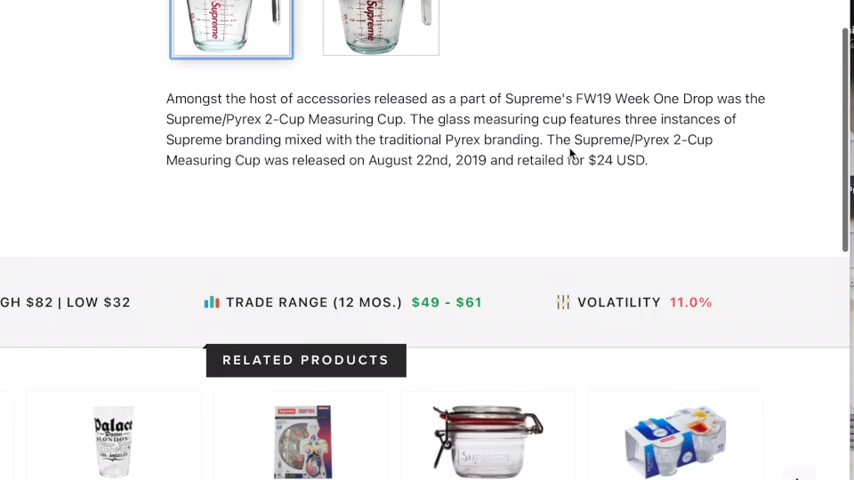 Supreme Supreme
Amongst the host of accessories released as a part of Supreme's FW19 Week One Drop was the
Supreme/Pyrex 2-Cup Measuring Cup. The glass measuring cup features three instances of
Supreme branding mixed with the traditional Pyrex branding. The Supreme/Pyrex 2-Cup
Measuring Cup was released on August 22nd, 2019 and retailed for $24 USD.
GH $82 | LOW $32 TRADE RANGE (12 MOS.) $49 - $61 VOLATILITY 11.0%
RELATED PRODUCTS
Palace
LONDON
LOS ANGELES
Supreme